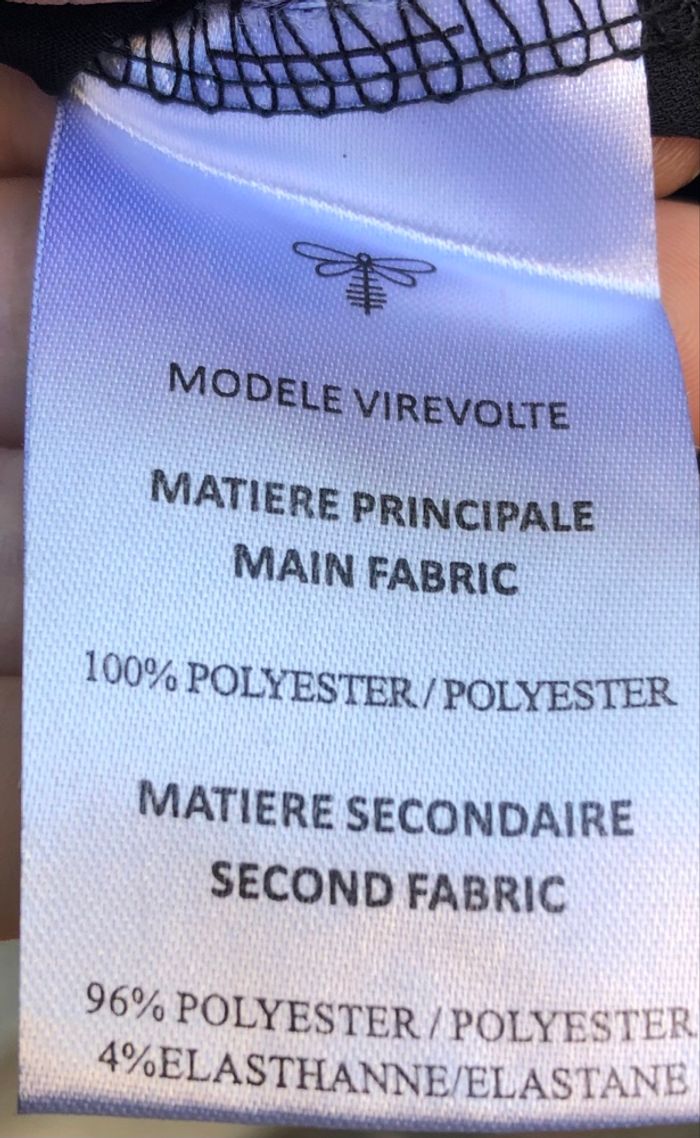 MODELE VIREVOLTE
MATIERE PRINCIPALE
MAIN FABRIC
100% POLYESTER/POLYESTER
MATIERE SECONDAIRE
SECOND FABRIC
96% POLYESTER/POLYESTER
4%ELASTHANNE/ELASTANE